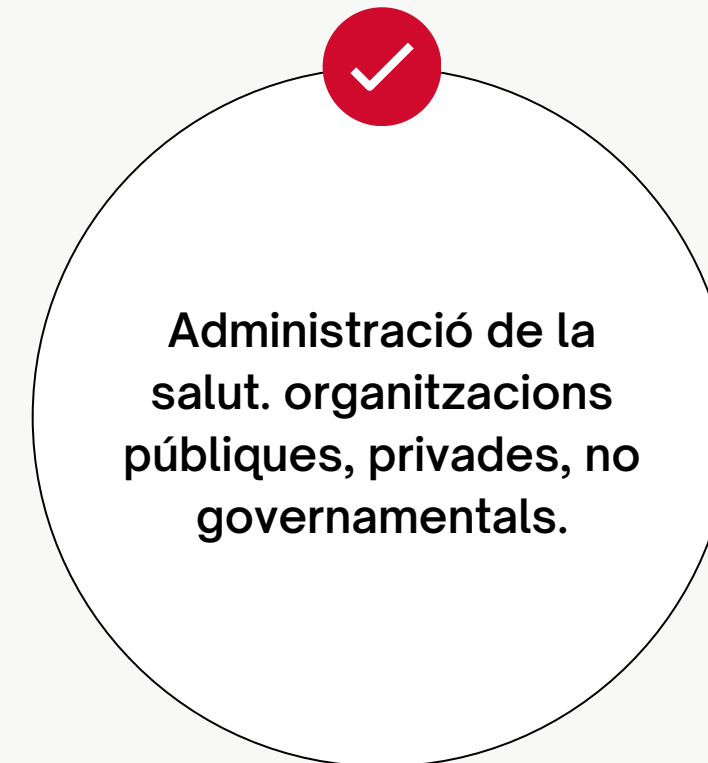 Administració de la
salut. organitzacions
públiques, privades, no
governamentals.